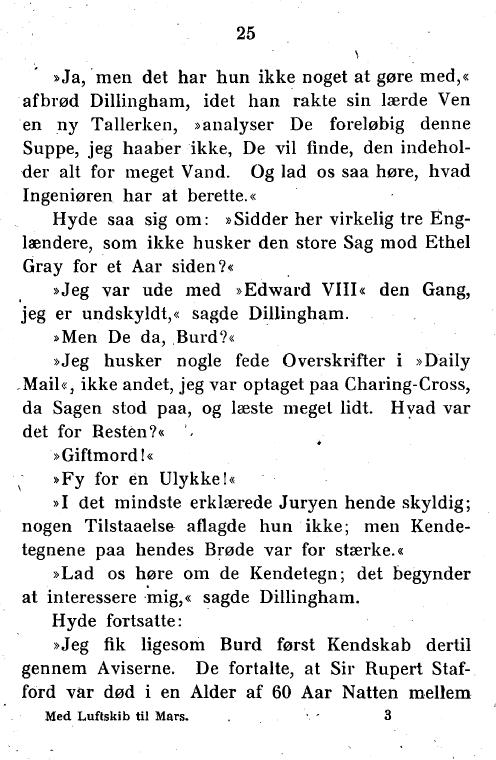 25
»Ja, men det har hun ikke noget at gøre med,«
afbrød Dillingham, idet han rakte sin lærde Ven
en ny Tallerken, »analyser De foreløbig denne
Suppe, jeg haaber ikke, De vil finde, den indehol-
der alt for meget Vand. Og lad os saa høre, hvad
Ingeniøren har at berette.«
Hyde saa sig om: »Sidder her virkelig tre Eng-
lændere, som ikke husker den store Sag mod Ethel
Gray for et Aar siden?«
»Jeg var ude med »Edward VIII« den Gang,
jeg er undskyldt,« sagde Dillingham.
»Men De da, Burd?«
»Jeg husker nogle fede Overskrifter i »Daily
Mail«, ikke andet, jeg var optaget paa Charing-Cross,
da Sagen stod paa, og læste meget lidt. Hvad var
det for Resten?«
»Giftmord!«
»Fy for en Ulykke!«
»I det mindste erklærede Juryen hende skyldig;
nogen Tilstaaelse aflagde hun ikke; men Kende-
tegnene paa hendes Brøde var for stærke.«
»Lad os høre om de Kendetegn; det begynder
at interessere mig,« sagde Dillingham.
Hyde fortsatte:
»Jeg fik ligesom Burd først Kendskab dertil
gennem Aviserne. De fortalte, at Sir Rupert Staf-
ford var død i en Alder af 60 Aar Natten mellem
Med Luftskib til Mars. 3